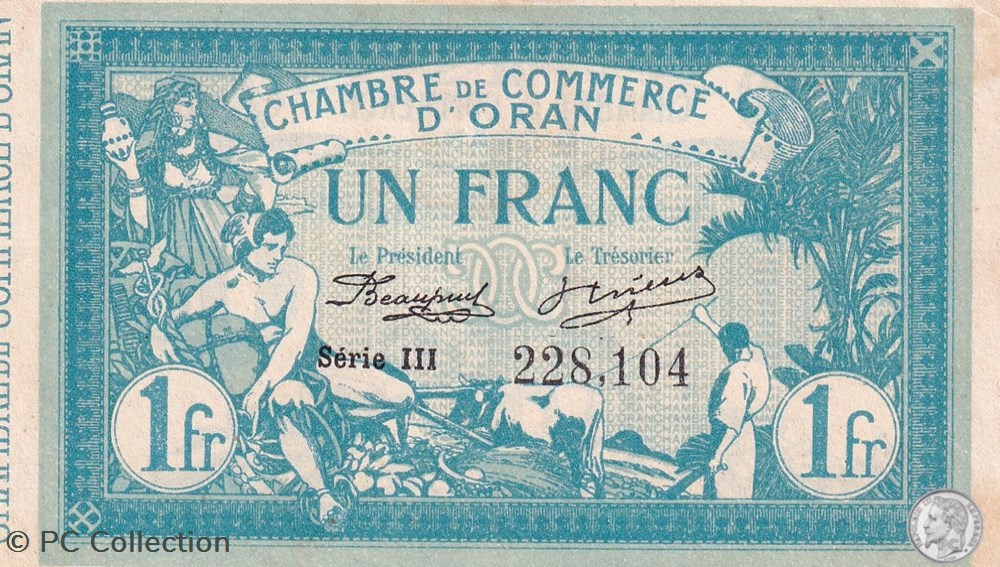 CHAMBRE DE COMMERCE
D'ORAN
UN FRANC
Le Président
Le Trésorier
Série III
228,104
1fr
1fr
© PC Collection